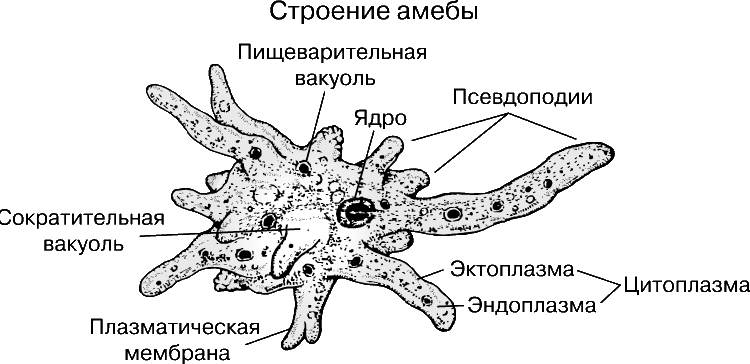 Строение амебы
Пищеварительная
вакуоль
Псевдоподии
Ядро
Сократительная
вакуоль
Эктоплазма
Цитоплазма
Эндоплазма
Плазматическая
мембрана